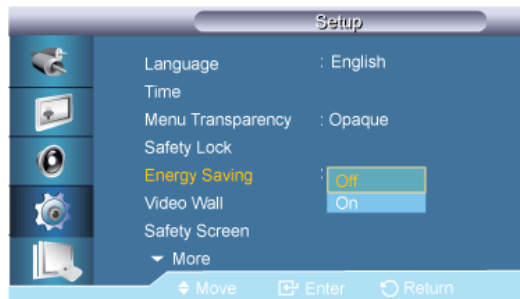 Setup
Language : English
Time
Menu Transparency : Opaque
Safety Lock
Energy Saving : Off
Video Wall On
Safety Screen
More
Move Enter Return